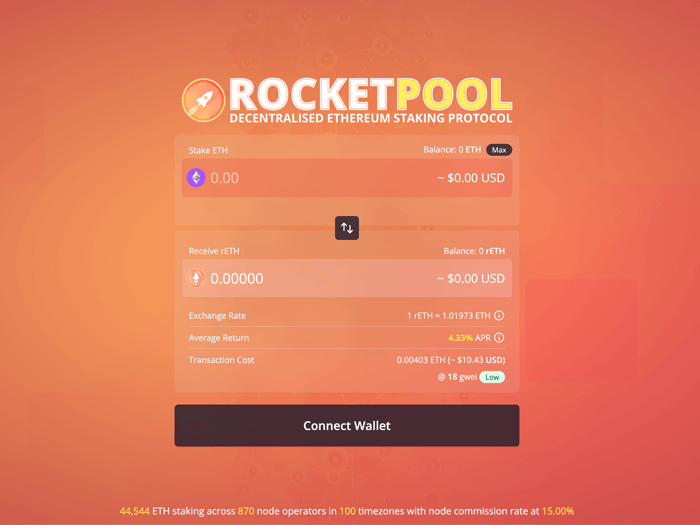 ROCKETPOOL
DECENTRALISED ETHEREUM STAKING PROTOCOL
Stake ETH Balance: 0 ETH Max
0.00 ~ $0.00 USD
Receive rETH Balance: 0 rETH
0.00000 ~ $0.00 USD
Exchange Rate 1 rETH = 1.01973 ETH
Average Return 4.33% APR
Transaction Cost 0.00403 ETH (~ $10.43 USD)
@ 18 gwei Low
Connect Wallet
44,544 ETH staking across 870 node operators in 100 timezones with node commission rate at 15.00%